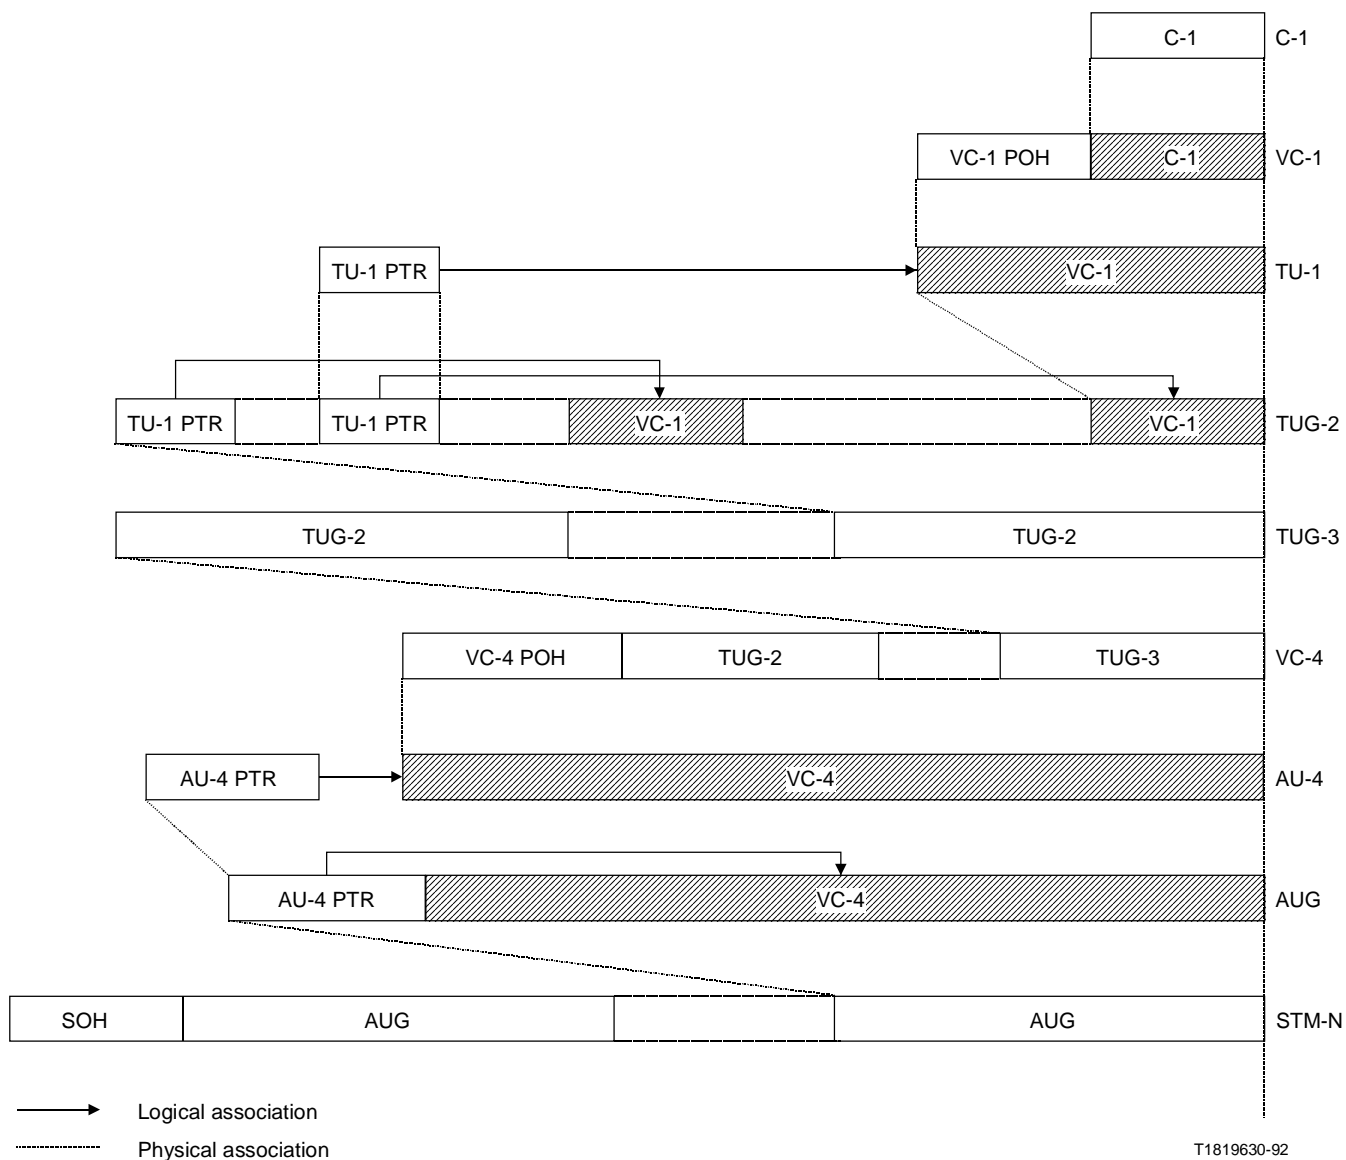 C-1 C-1
VC-1 POH C-1 VC-1
TU-1 PTR VC-1 TU-1
TU-1 PTR TU-1 PTR VC-1 VC-1 TUG-2
TUG-2 TUG-2 TUG-3
VC-4 POH TUG-2 TUG-3 VC-4
AU-4 PTR VC-4 AU-4
AU-4 PTR VC-4 AUG
SOH AUG AUG STM-N
Logical association
Physical association
T1819630-92